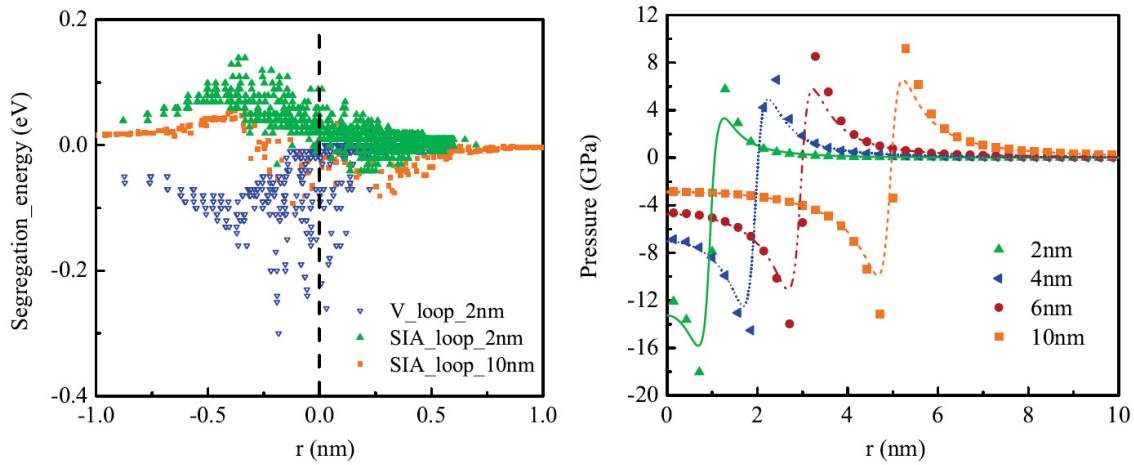 0.2
0.0
-0.2
-0.4
Segregation_energy (eV)
V_loop_2nm
SIA_loop_2nm
SIA_loop_10nm
-1.0 -0.5 0.0 0.5 1.0
r (nm)
12
8
4
0
-4
-8
-12
-16
-20
Pressure (GPa)
2nm
4nm
6nm
10nm
0 2 4 6 8 10
r (nm)